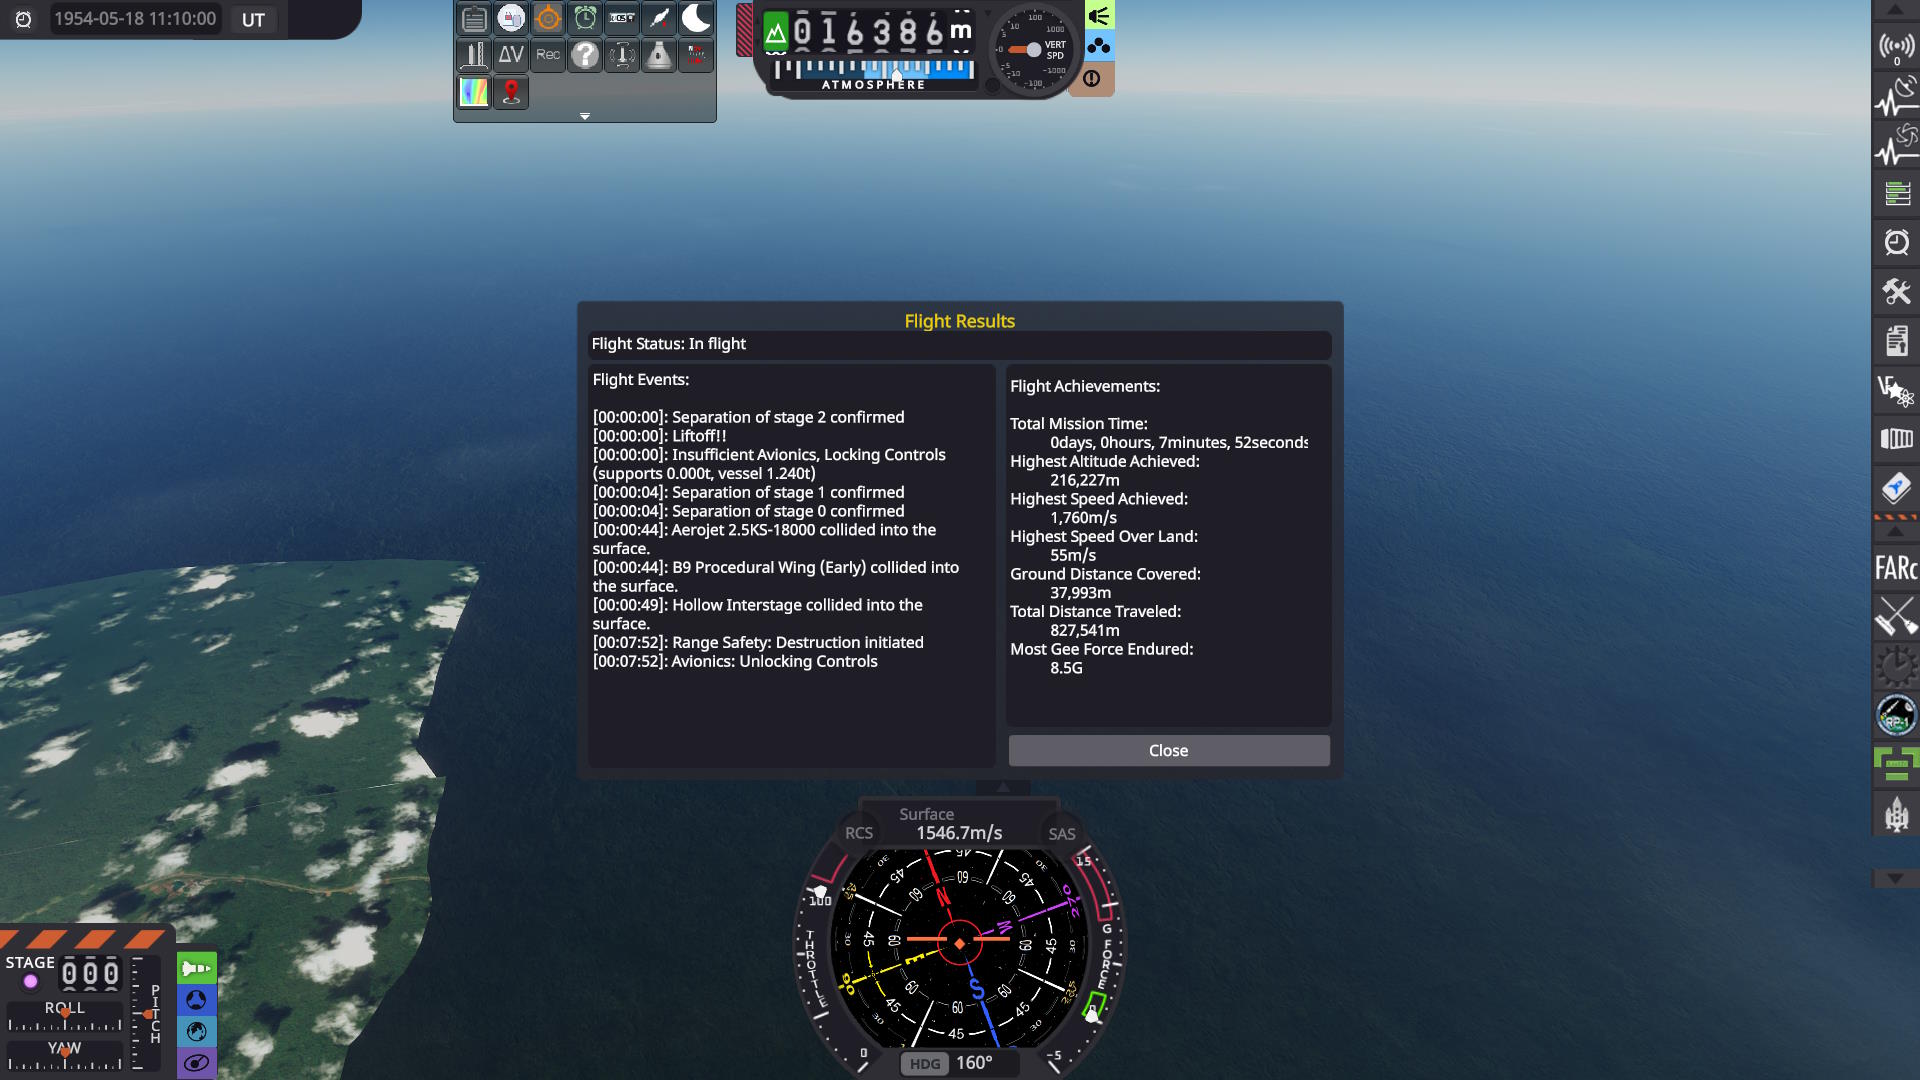 1954-05-18 11:10:00 UT
ΔV Rec ?
016386 m
ATMOSPHERE
VERT SPD
0
Flight Results
Flight Status: In flight
Flight Events:
[00:00:00]: Separation of stage 2 confirmed
[00:00:00]: Liftoff!!
[00:00:00]: Insufficient Avionics, Locking Controls
(supports 0.000t, vessel 1.240t)
[00:00:04]: Separation of stage 1 confirmed
[00:00:04]: Separation of stage 0 confirmed
[00:00:44]: Aerojet 2.5KS-18000 collided into the
surface.
[00:00:44]: B9 Procedural Wing (Early) collided into
the surface.
[00:00:49]: Hollow Interstage collided into the
surface.
[00:07:52]: Range Safety: Destruction initiated
[00:07:52]: Avionics: Unlocking Controls
Flight Achievements:
Total Mission Time:
0days, 0hours, 7minutes, 52seconds
Highest Altitude Achieved:
216,227m
Highest Speed Achieved:
1,760m/s
Highest Speed Over Land:
55m/s
Ground Distance Covered:
37,993m
Total Distance Traveled:
827,541m
Most Gee Force Endured:
8.5G
Close
FARc
RP-1
Surface
RCS 1546.7m/s SAS
100
15
THROTTLE
G FORCE
0
-5
N
W
E
S
HDG 160°
STAGE 000
ROLL
YAW
PITCH